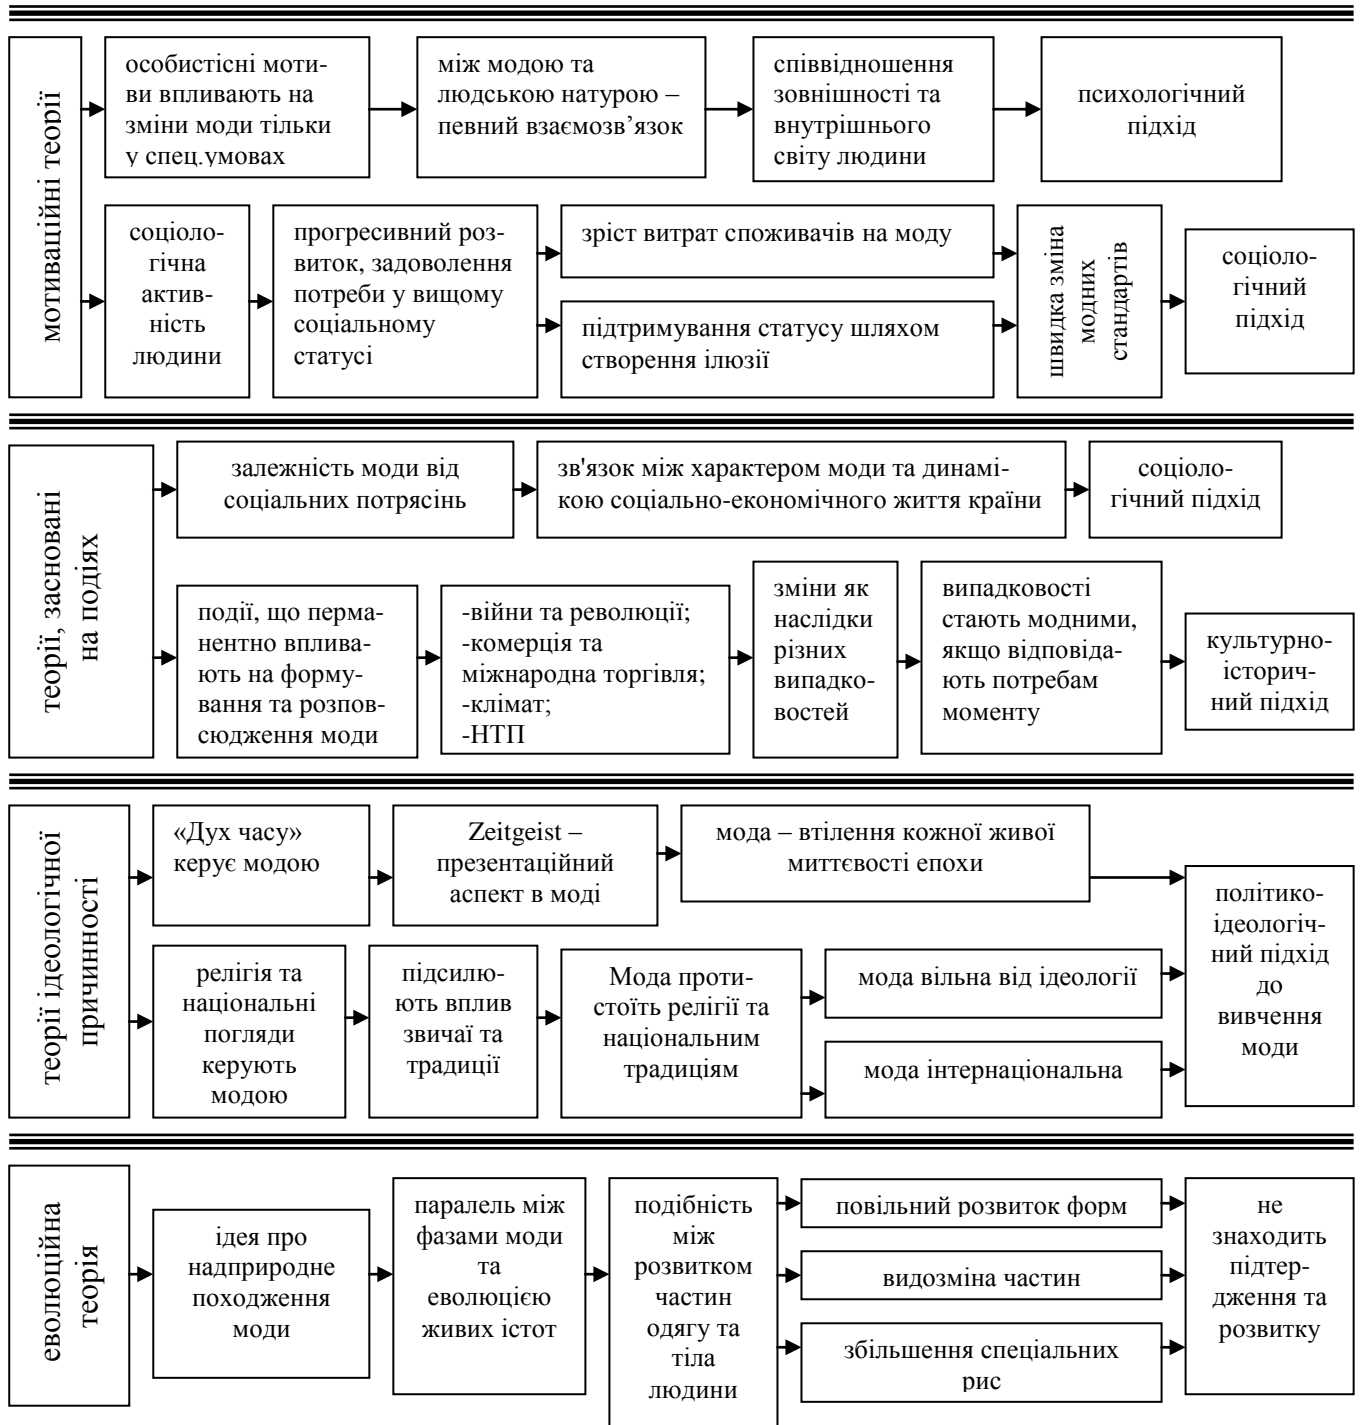 мотиваційні теорії
особистісні моти-
ви впливають на
зміни моди тільки
у спец.умовах
між модою та
людською натурою –
певний взаємозв’язок
співвідношення
зовнішності та
внутрішнього
світу людини
психологічний
підхід
соціоло-
гічна
актив-
ність
людини
прогресивний роз-
виток, задоволення
потреби у вищому
соціальному
статусі
зріст витрат споживачів на моду
підтримування статусу шляхом
створення ілюзії
швидка зміна
модних
стандартів
соціоло-
гічний
підхід
теорії, засновані
на подіях
залежність моди від
соціальних потрясінь
зв'язок між характером моди та динамі-
кою соціально-економічного життя країни
соціоло-
гічний підхід
події, що перма-
нентно вплива-
ють на форму-
вання та розпов-
сюдження моди
-війни та революції;
-комерція та
міжнародна торгівля;
-клімат;
-НТП
зміни як
наслідки
різних
випадко-
востей
випадковості
стають модними,
якщо відповіда-
ють потребам
моменту
культурно-
історич-
ний підхід
теорії ідеологічної
причинності
«Дух часу»
керує модою
Zeitgeist –
презентаційний
аспект в моді
мода – втілення кожної живої
миттєвості епохи
політико-
ідеологіч-
ний підхід
до
вивчення
моди
релігія та
національні
погляди
керують
модою
підсилю-
ють вплив
звичаї та
традиції
Мода проти-
стоїть релігії та
національним
традиціям
мода вільна від ідеології
мода інтернаціональна
еволюційна
теорія
ідея про
надприродне
походження
моди
паралель між
фазами моди
та
еволюцією
живих істот
подібність
між
розвитком
частин
одягу та
тіла
людини
повільний розвиток форм
видозміна частин
збільшення спеціальних
рис
не
знаходить
підтер-
дження та
розвитку